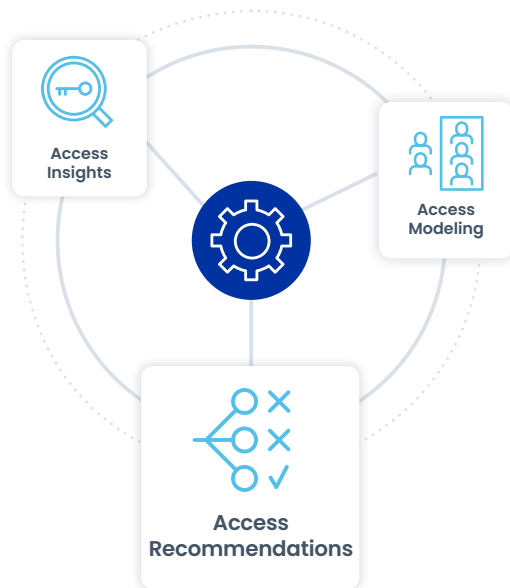 Access
Insights
Access
Modeling
Access
Recommendations